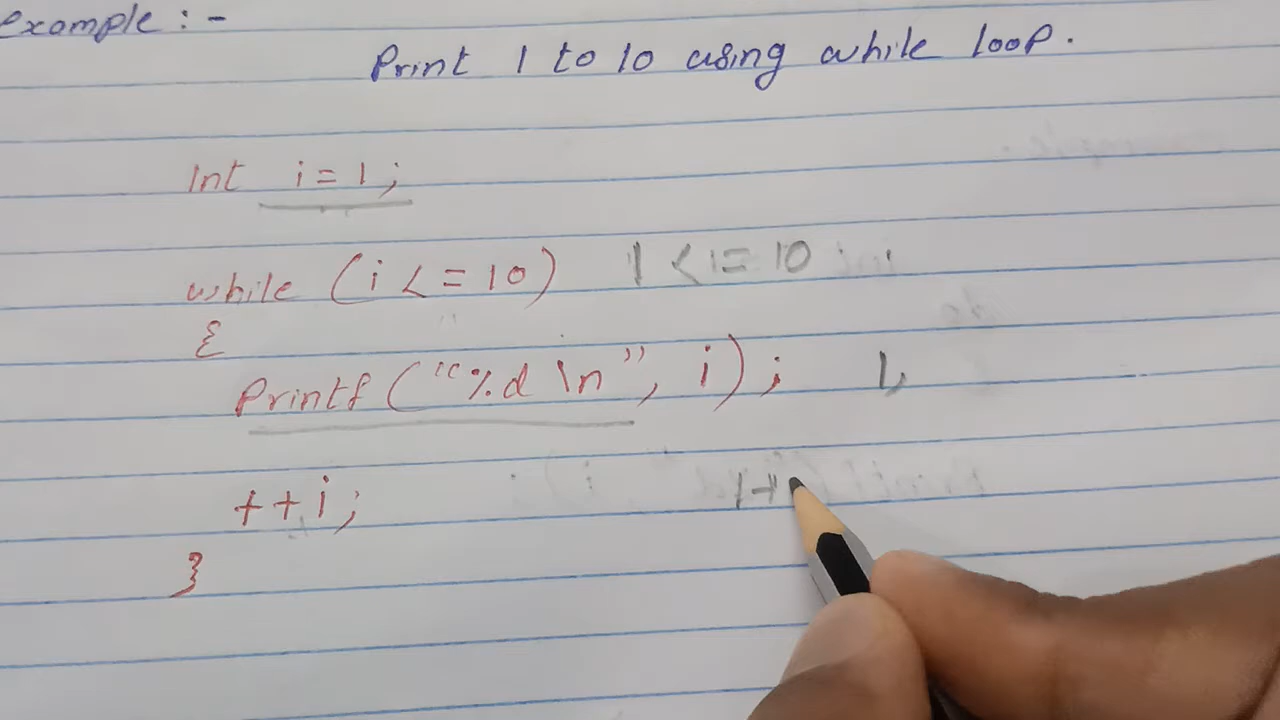 example : -
Print 1 to 10 using while loop.
int i = 1 ;
while ( i < = 10 ) 1 < 1= 10
{
Printf ( "%d \n", i ) ; 1,
++i ; 1+
}